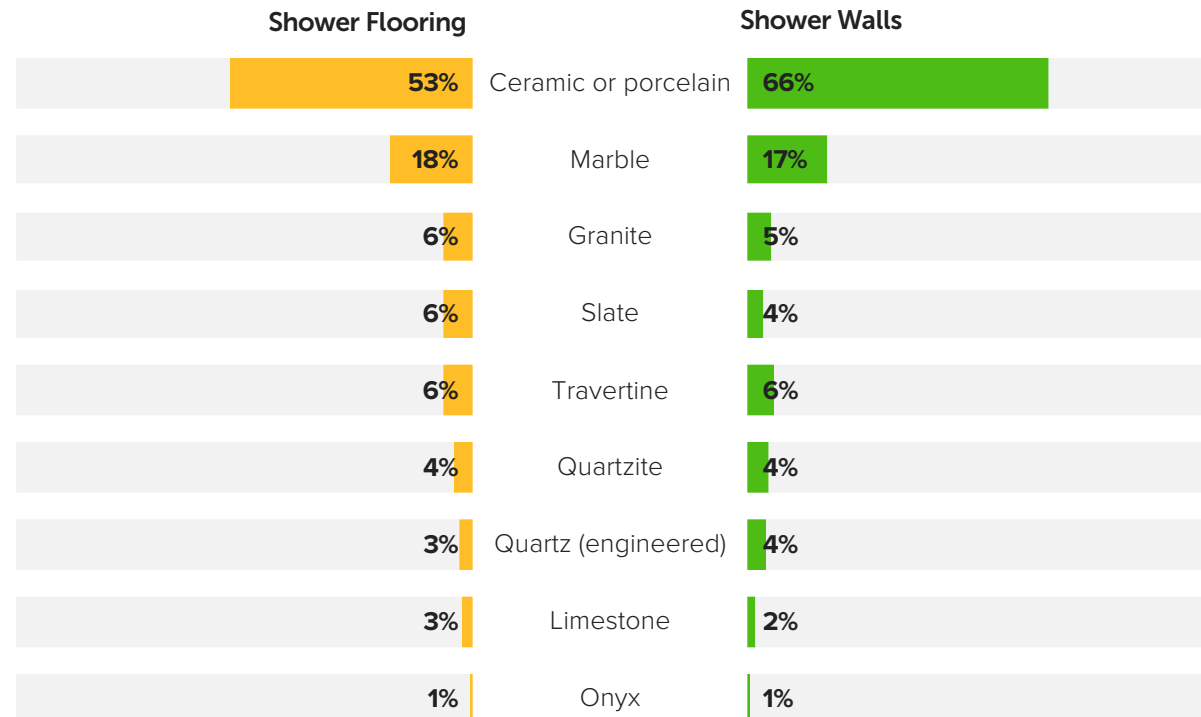 Shower Flooring Shower Walls
53% Ceramic or porcelain 66%
18% Marble 17%
6% Granite 5%
6% Slate 4%
6% Travertine 6%
4% Quartzite 4%
3% Quartz (engineered) 4%
3% Limestone 2%
1% Onyx 1%